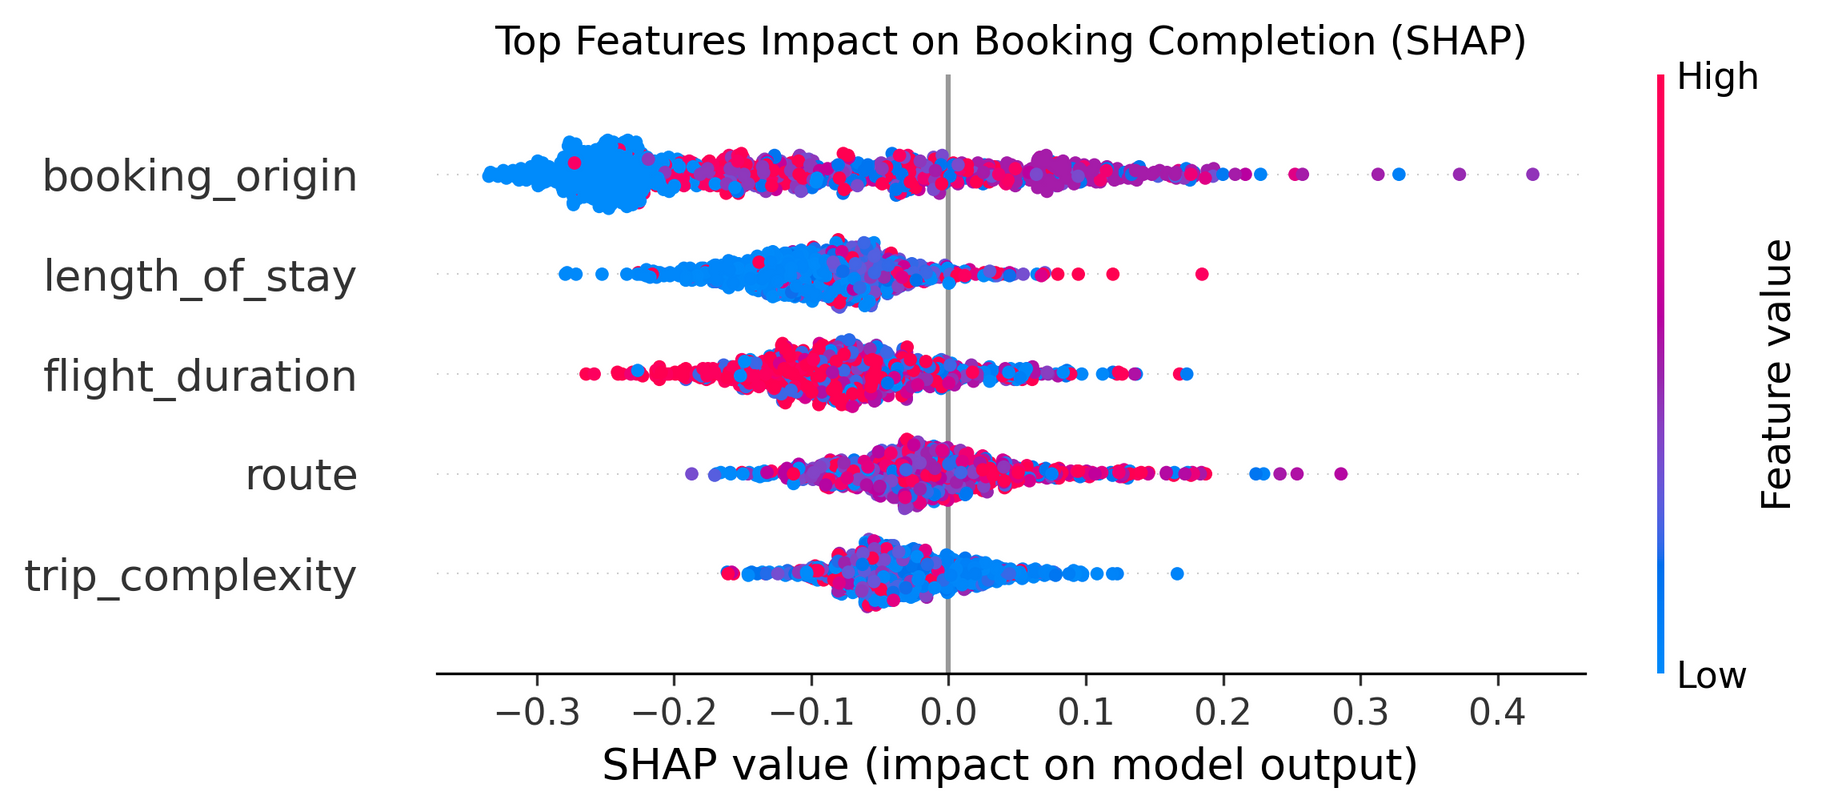 Top Features Impact on Booking Completion (SHAP)
High
booking_origin
length_of_stay
flight_duration
route
trip_complexity
Feature value
Low
−0.3 −0.2 −0.1 0.0 0.1 0.2 0.3 0.4
SHAP value (impact on model output)